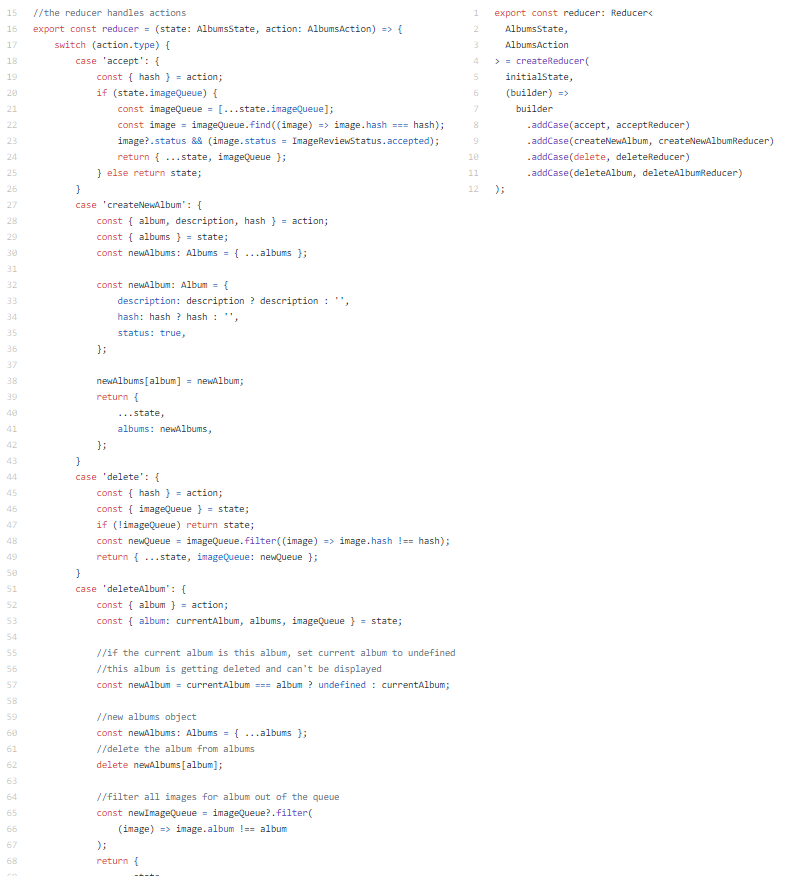 15 //the reducer handles actions
16 export const reducer = (state: AlbumsState, action: AlbumsAction) => {
17     switch (action.type) {
18         case 'accept': {
19             const { hash } = action;
20             if (state.imageQueue) {
21                 const imageQueue = [...state.imageQueue];
22                 const image = imageQueue.find((image) => image.hash === hash);
23                 image?.status && (image.status = ImageReviewStatus.accepted);
24                 return { ...state, imageQueue };
25             } else return state;
26         }
27         case 'createNewAlbum': {
28             const { album, description, hash } = action;
29             const { albums } = state;
30             const newAlbums: Albums = { ...albums };
31
32             const newAlbum: Album = {
33                 description: description ? description : '',
34                 hash: hash ? hash : '',
35                 status: true,
36             };
37
38             newAlbums[album] = newAlbum;
39             return {
40                 ...state,
41                 albums: newAlbums,
42             };
43         }
44         case 'delete': {
45             const { hash } = action;
46             const { imageQueue } = state;
47             if (!imageQueue) return state;
48             const newQueue = imageQueue.filter((image) => image.hash !== hash);
49             return { ...state, imageQueue: newQueue };
50         }
51         case 'deleteAlbum': {
52             const { album } = action;
53             const { album: currentAlbum, albums, imageQueue } = state;
54
55             //if the current album is this album, set current album to undefined
56             //this album is getting deleted and can't be displayed
57             const newAlbum = currentAlbum === album ? undefined : currentAlbum;
58
59             //new albums object
60             const newAlbums: Albums = { ...albums };
61             //delete the album from albums
62             delete newAlbums[album];
63
64             //filter all images for album out of the queue
65             const newImageQueue = imageQueue?.filter(
66                 (image) => image.album !== album
67             );
68             return {
1 export const reducer: Reducer<
2   AlbumsState,
3   AlbumsAction
4 > = createReducer(
5   initialState,
6   (builder) =>
7     builder
8       .addCase(accept, acceptReducer)
9       .addCase(createNewAlbum, createNewAlbumReducer)
10       .addCase(delete, deleteReducer)
11       .addCase(deleteAlbum, deleteAlbumReducer)
12 );